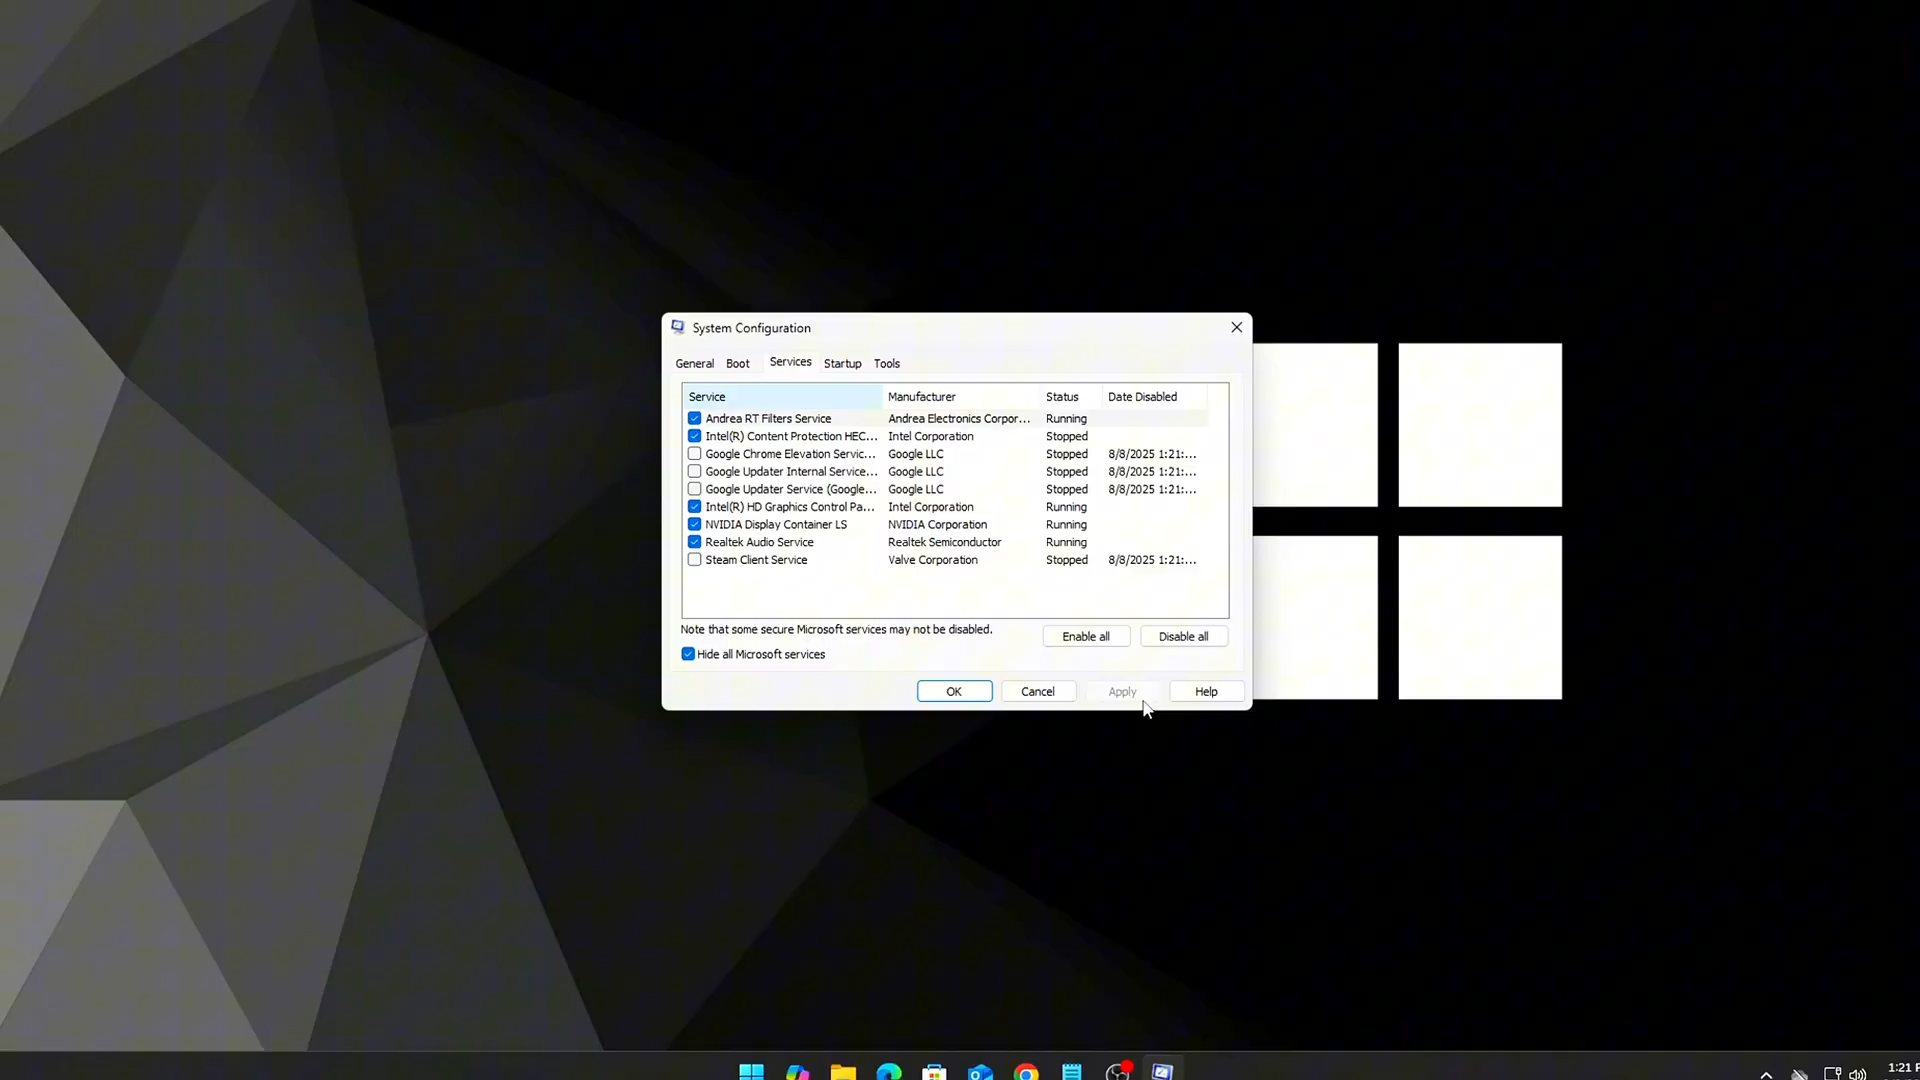 System Configuration
General Boot Services Startup Tools
Service Manufacturer Status Date Disabled
Andrea RT Filters Service Andrea Electronics Corpor... Running
Intel(R) Content Protection HEC... Intel Corporation Stopped
Google Chrome Elevation Servic... Google LLC Stopped 8/8/2025 1:21:...
Google Updater Internal Service... Google LLC Stopped 8/8/2025 1:21:...
Google Updater Service (Google... Google LLC Stopped 8/8/2025 1:21:...
Intel(R) HD Graphics Control Pa... Intel Corporation Running
NVIDIA Display Container LS NVIDIA Corporation Running
Realtek Audio Service Realtek Semiconductor Running
Steam Client Service Valve Corporation Stopped 8/8/2025 1:21:...
Note that some secure Microsoft services may not be disabled.
Enable all Disable all
Hide all Microsoft services
OK Cancel Apply Help
1:21 P